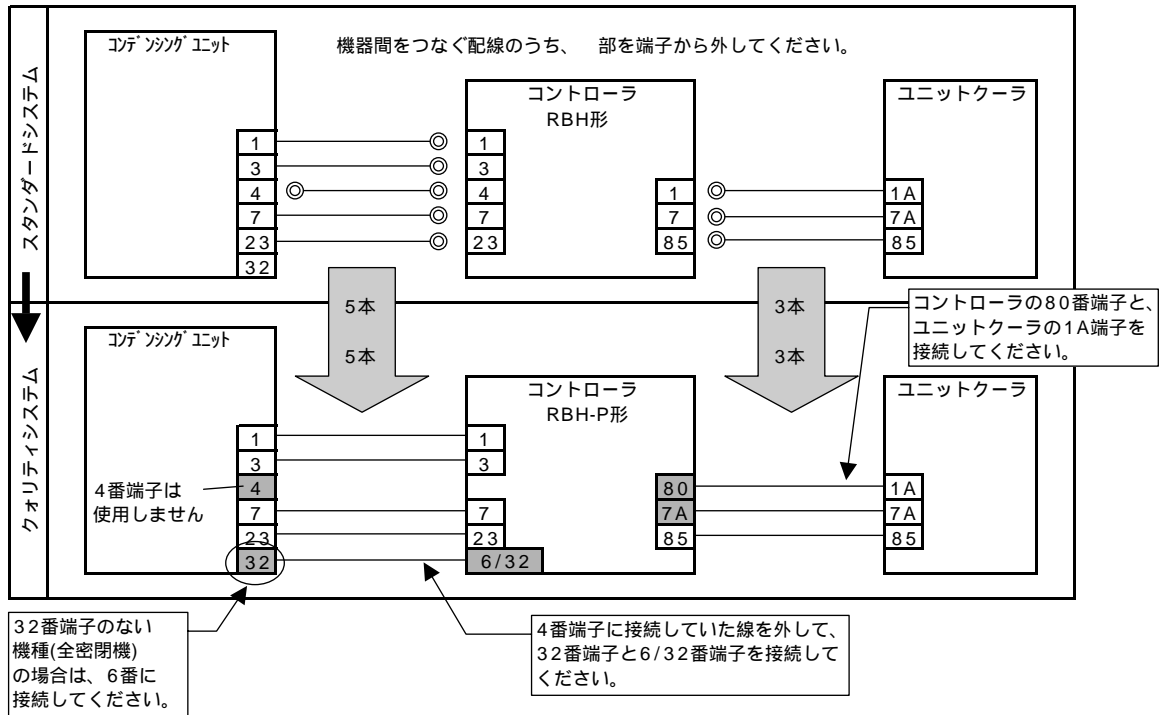 スタンダードシステム
コンデンシングユニット
機器間をつなぐ配線のうち、　部を端子から外してください。
コントローラ
RBH形
ユニットクーラ
1
3
4
7
23
32
1
3
4
7
23
1
7
85
1A
7A
85
5本
5本
3本
3本
コントローラの80番端子と、
ユニットクーラの1A端子を
接続してください。
クォリティシステム
コンデンシングユニット
コントローラ
RBH-P形
ユニットクーラ
4番端子は
使用しません
1
3
4
7
23
32
1
3
7
23
6/32
80
7A
85
1A
7A
85
32番端子のない
機種(全密閉機)
の場合は、6番に
接続してください。
4番端子に接続していた線を外して、
32番端子と6/32番端子を接続して
ください。